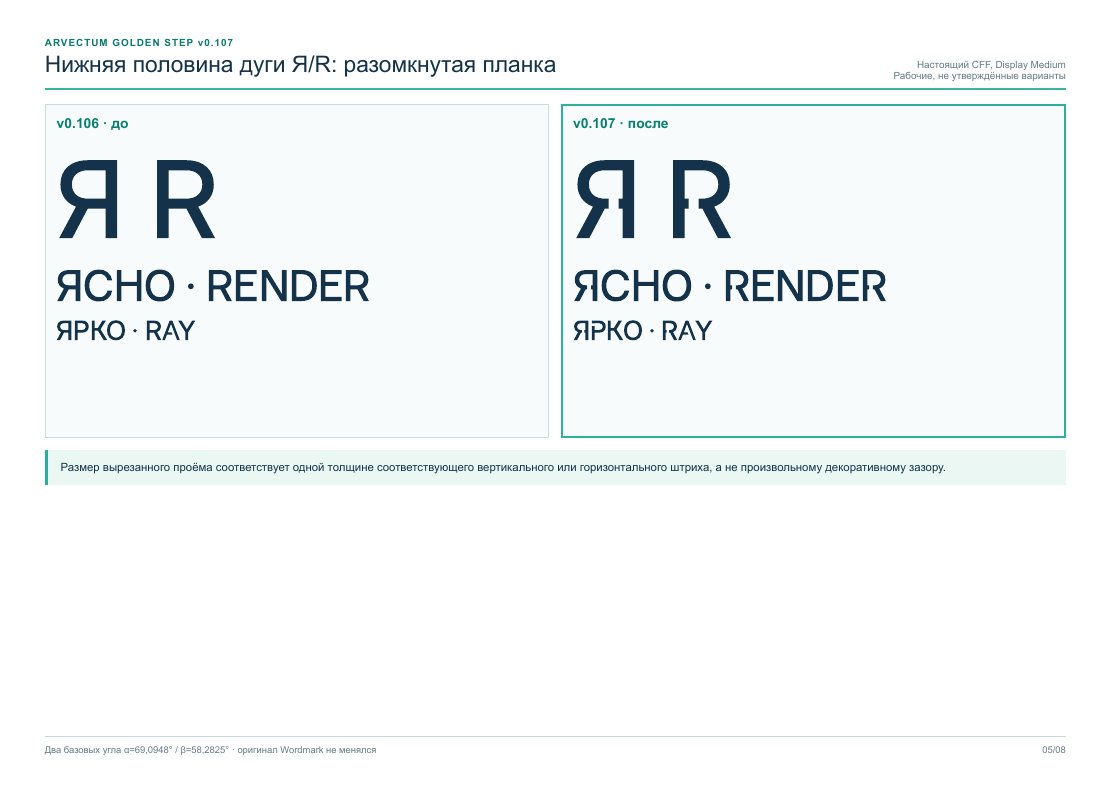 ARVECTUM GOLDEN STEP v0.107
Нижняя половина дуги Я/R: разомкнутая планка
Настоящий CFF, Display Medium
Рабочие, не утверждённые варианты
v0.106 · до
Я R
ЯСНО · RENDER
ЯРКО · RAY
v0.107 · после
Я R
ЯСНО · RENDER
ЯРКО · RAY
Размер вырезанного проёма соответствует одной толщине соответствующего вертикального или горизонтального штриха, а не произвольному декоративному зазору.
Два базовых угла α=69,0948° / β=58,2825° · оригинал Wordmark не менялся
05/08